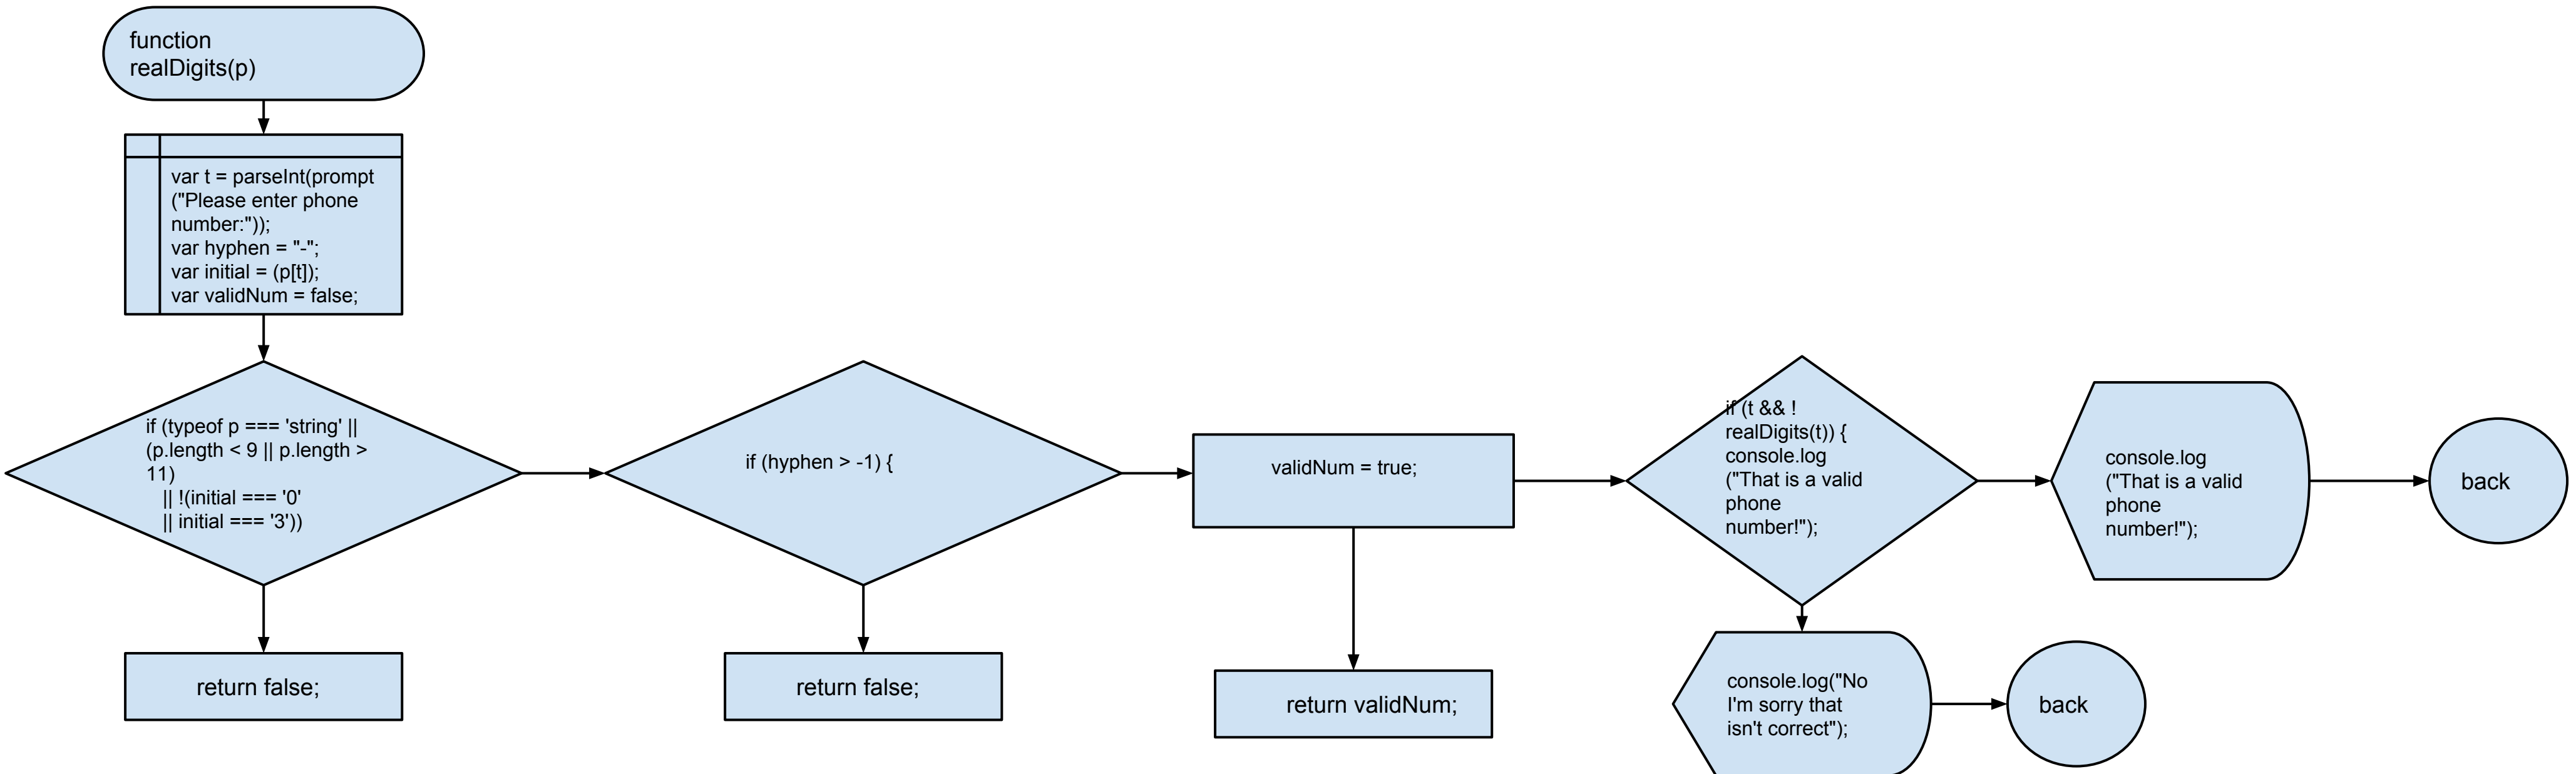 function
realDigits(p)
var t = parseInt(prompt
("Please enter phone
number:"));
var hyphen = "-";
var initial = (p[t]);
var validNum = false;
if (typeof p === 'string' ||
(p.length < 9 || p.length >
11)
|| !(initial === '0'
|| initial === '3'))
return false;
if (hyphen > -1) {
return false;
validNum = true;
return validNum;
if (t && !
realDigits(t)) {
console.log
("That is a valid
phone
number!");
console.log("No
I'm sorry that
isn't correct");
back
console.log
("That is a valid
phone
number!");
back